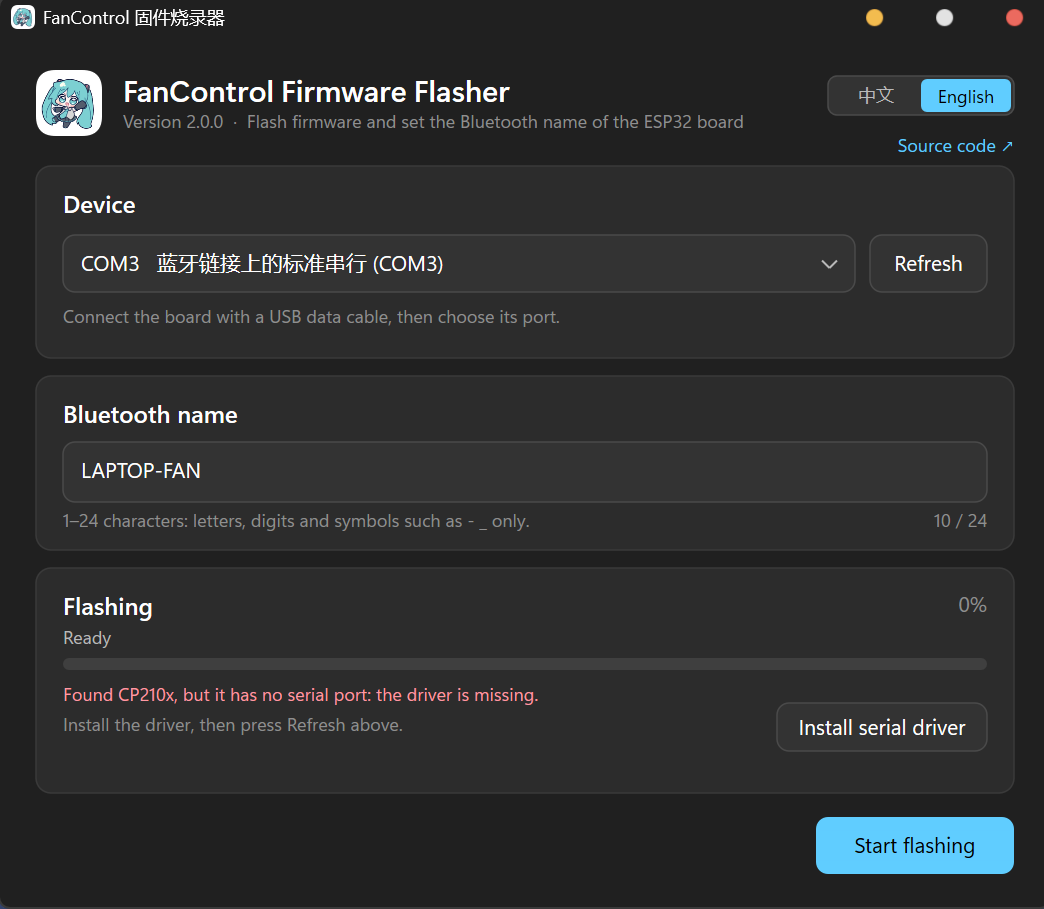 FanControl 固件烧录器
FanControl Firmware Flasher
Version 2.0.0 · Flash firmware and set the Bluetooth name of the ESP32 board
中文 English
Source code ↗
Device
COM3 蓝牙链接上的标准串行 (COM3)
Refresh
Connect the board with a USB data cable, then choose its port.
Bluetooth name
LAPTOP-FAN
1–24 characters: letters, digits and symbols such as - _ only.
10 / 24
Flashing
0%
Ready
Found CP210x, but it has no serial port: the driver is missing.
Install the driver, then press Refresh above.
Install serial driver
Start flashing